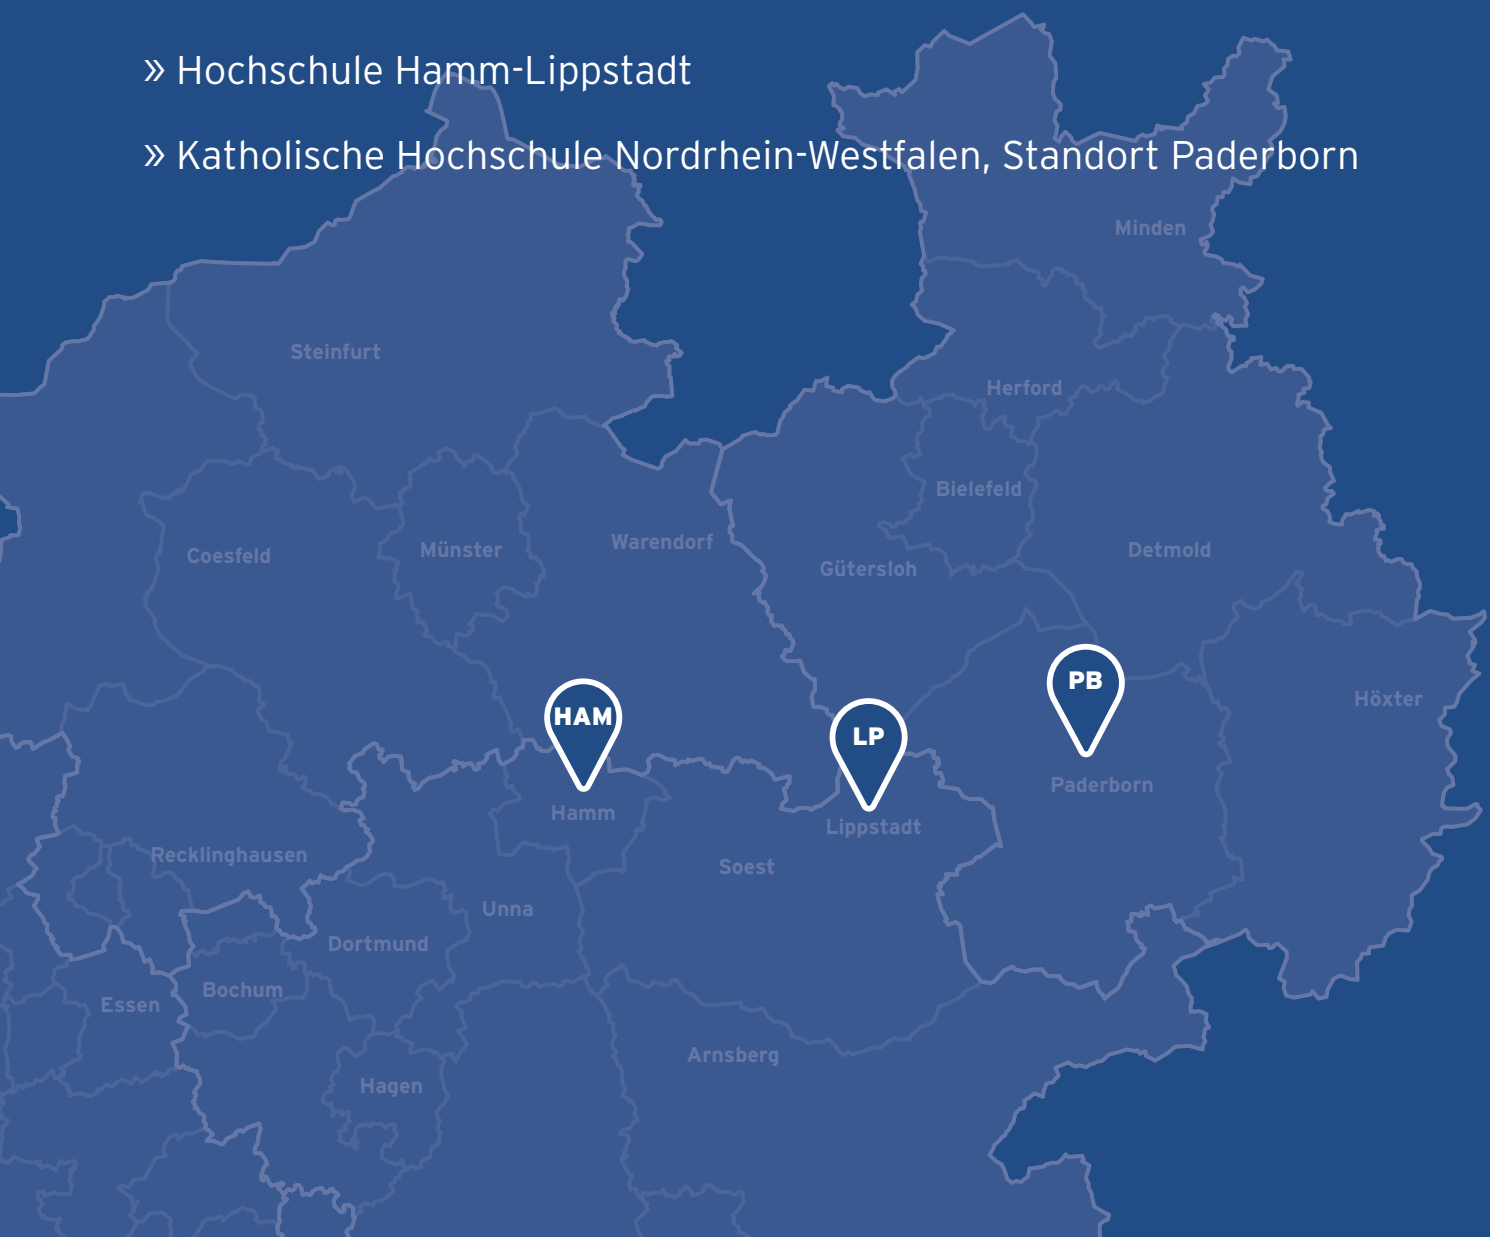 » Hochschule Hamm-Lippstadt
» Katholische Hochschule Nordrhein-Westfalen, Standort Paderborn
Minden
Steinfurt
Herford
Bielefeld
Coesfeld
Münster
Warendorf
Gütersloh
Detmold
HAM
LP
PB
Höxter
Paderborn
Hamm
Lippstadt
Recklinghausen
Soest
Unna
Dortmund
Bochum
Essen
Arnsberg
Hagen